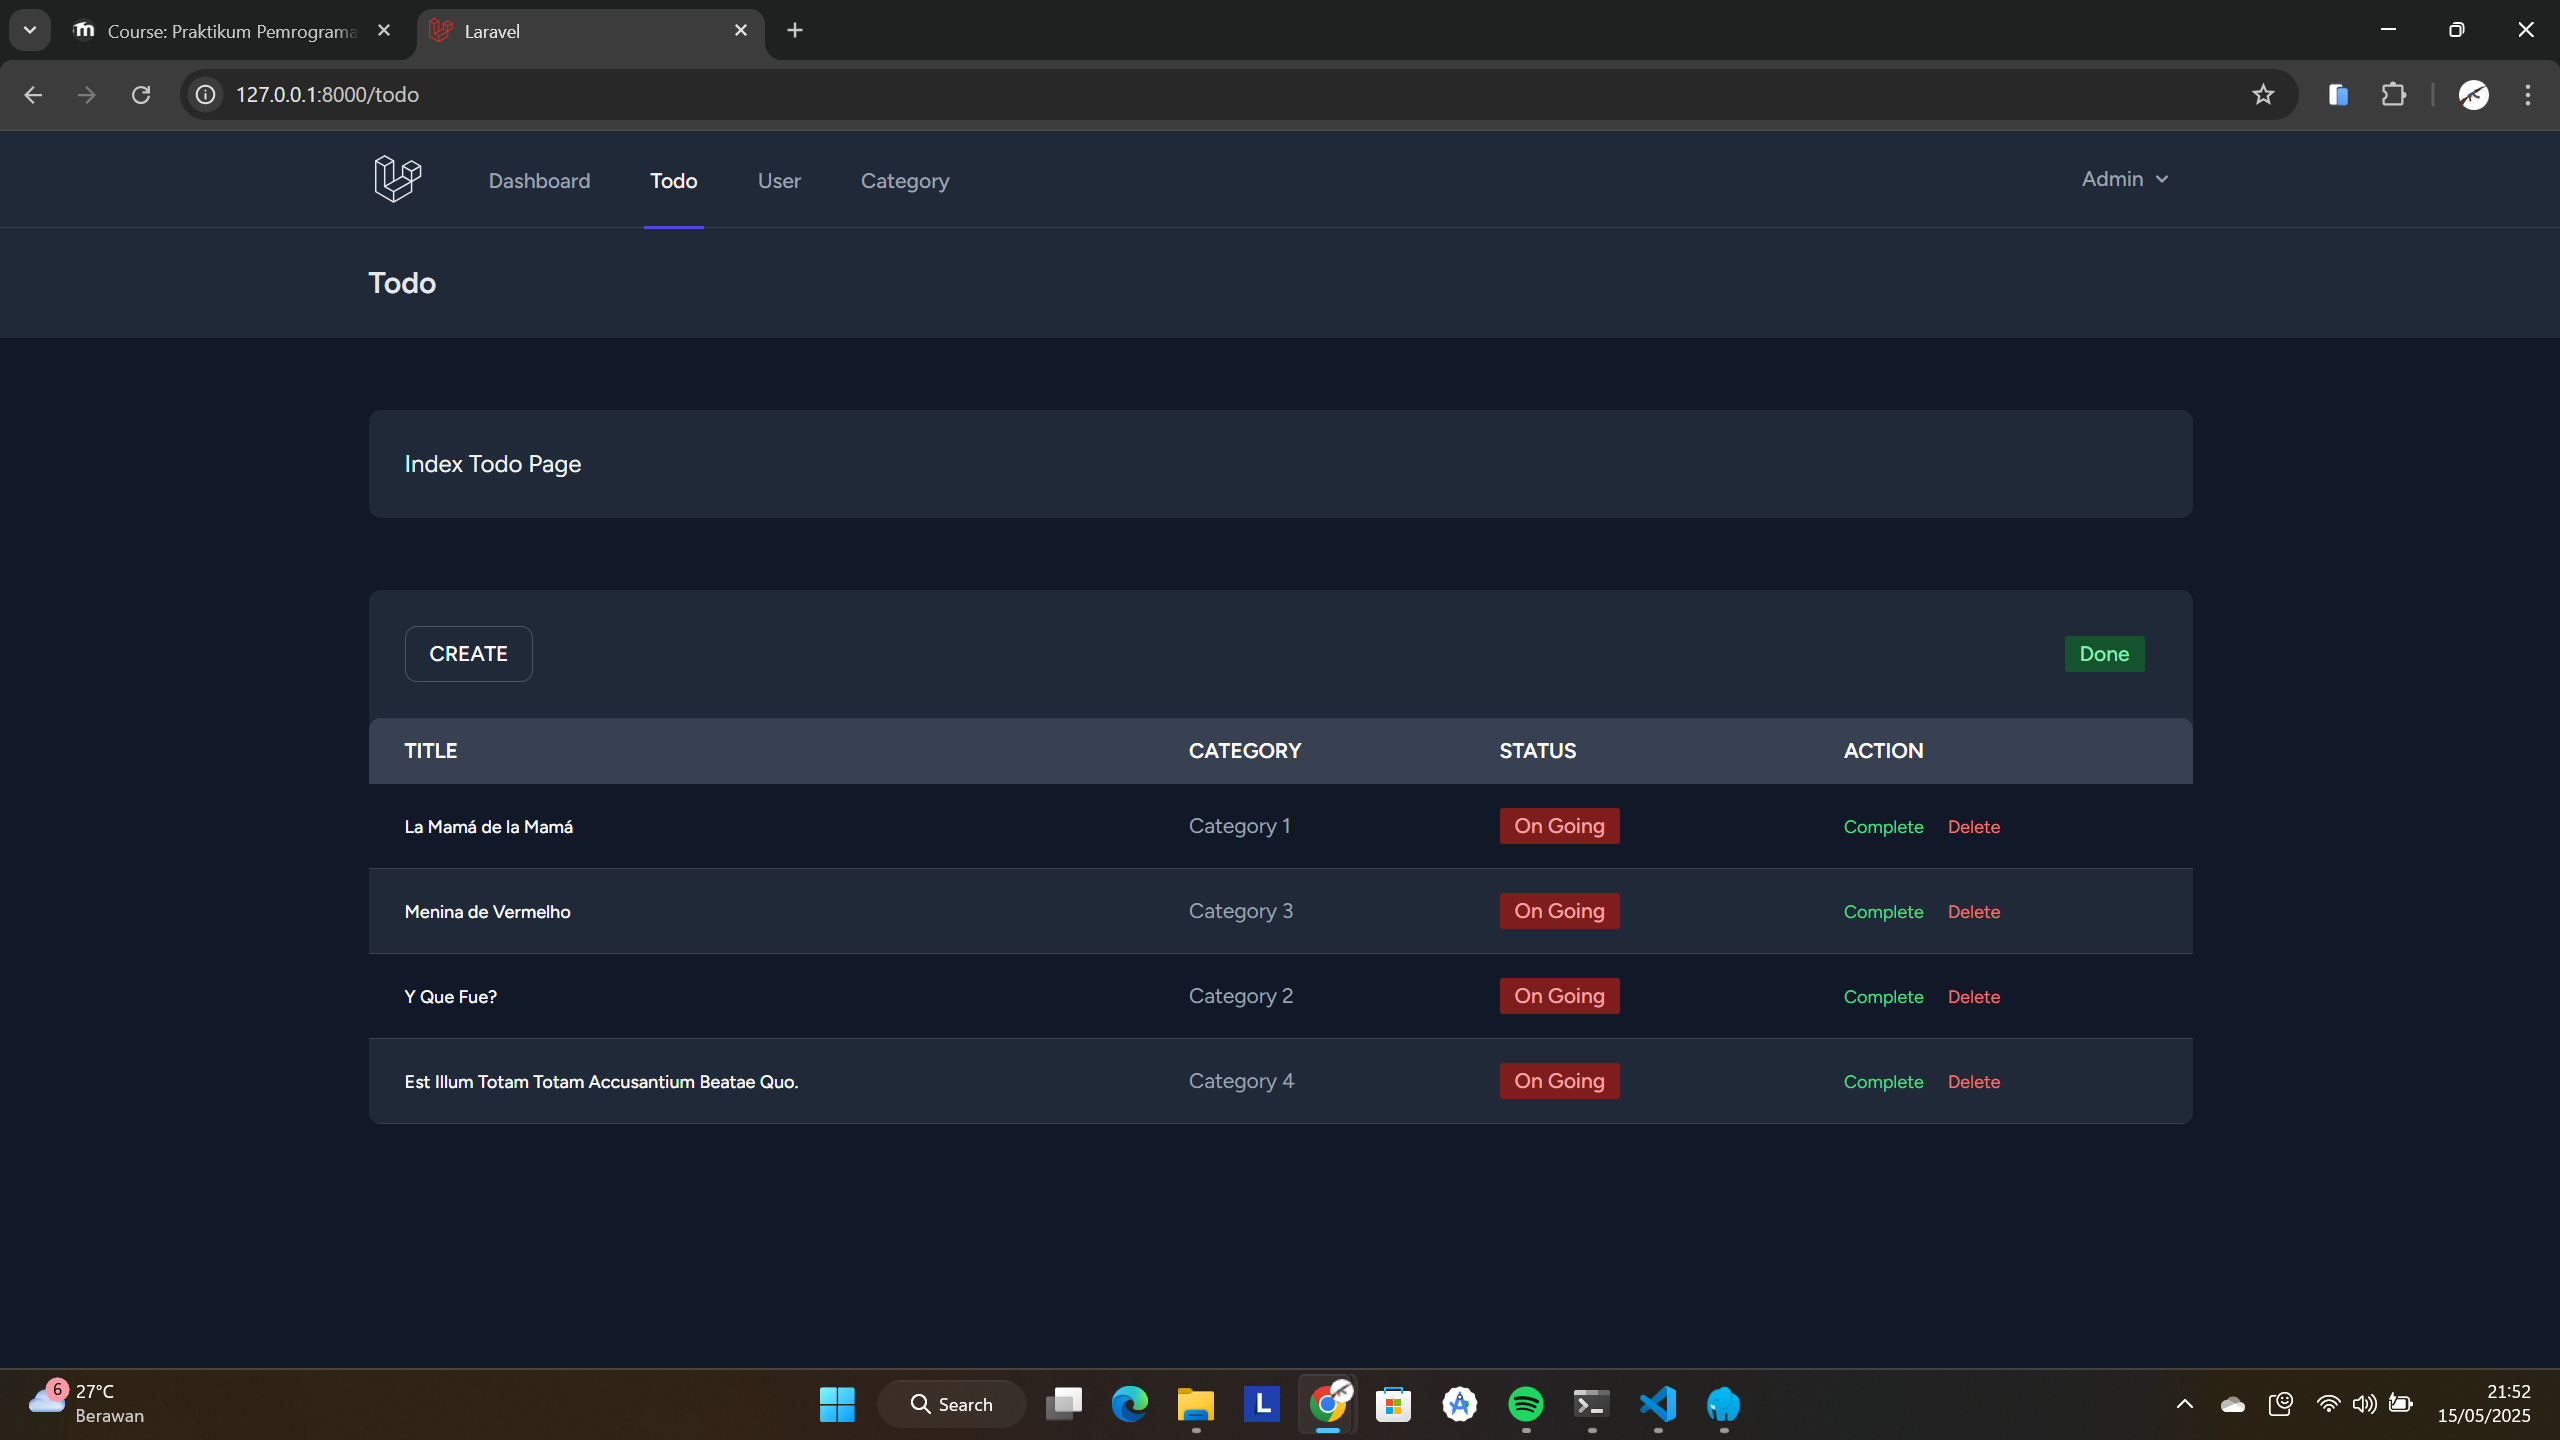 Course: Praktikum Pemrograma
Laravel
127.0.0.1:8000/todo
Dashboard Todo User Category Admin
Todo
Index Todo Page
CREATE Done
TITLE CATEGORY STATUS ACTION
La Mamá de la Mamá Category 1 On Going Complete Delete
Menina de Vermelho Category 3 On Going Complete Delete
Y Que Fue? Category 2 On Going Complete Delete
Est Illum Totam Totam Accusantium Beatae Quo. Category 4 On Going Complete Delete
6
27°C
Berawan
Search
L
21:52
15/05/2025